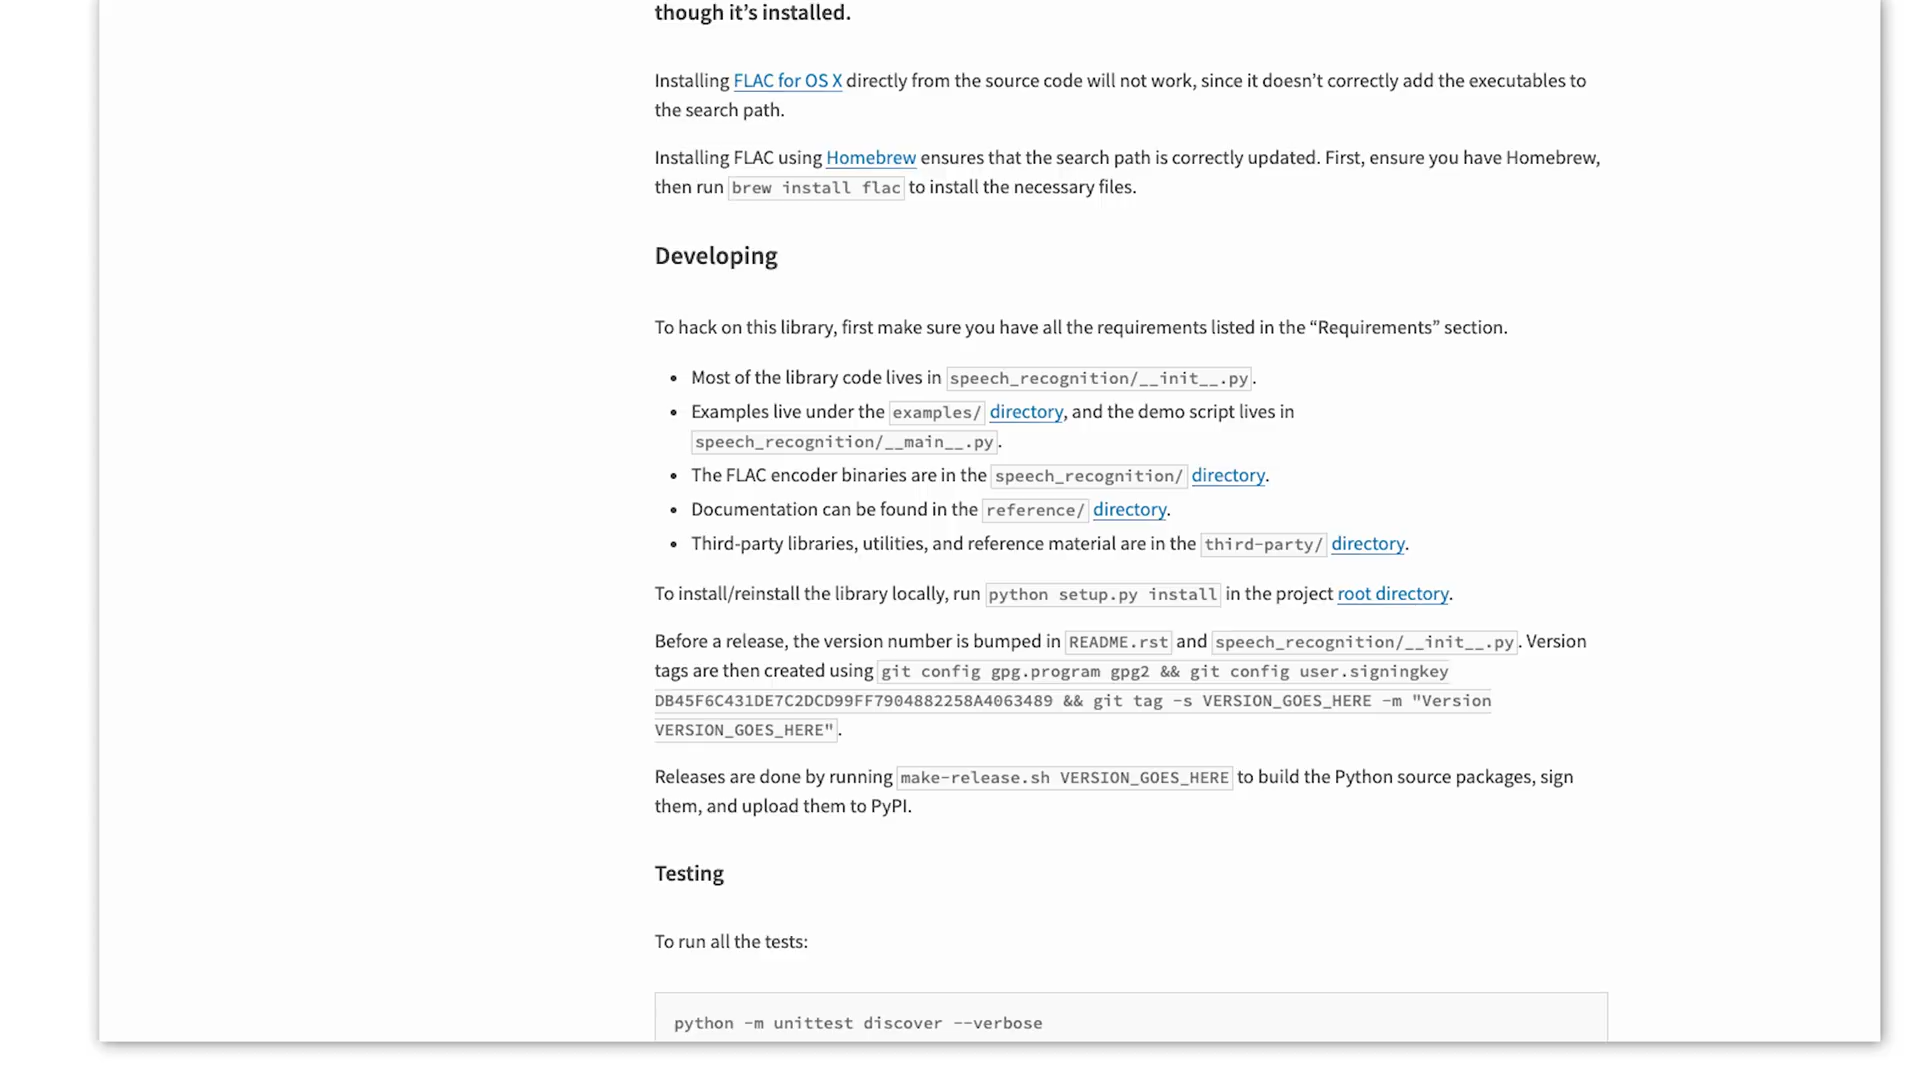 though it’s installed.
Installing FLAC for OS X directly from the source code will not work, since it doesn’t correctly add the executables to
the search path.
Installing FLAC using Homebrew ensures that the search path is correctly updated. First, ensure you have Homebrew,
then run brew install flac to install the necessary files.
Developing
To hack on this library, first make sure you have all the requirements listed in the “Requirements” section.
• Most of the library code lives in speech_recognition/__init__.py.
• Examples live under the examples/ directory, and the demo script lives in
speech_recognition/__main__.py.
• The FLAC encoder binaries are in the speech_recognition/ directory.
• Documentation can be found in the reference/ directory.
• Third-party libraries, utilities, and reference material are in the third-party/ directory.
To install/reinstall the library locally, run python setup.py install in the project root directory.
Before a release, the version number is bumped in README.rst and speech_recognition/__init__.py. Version
tags are then created using git config gpg.program gpg2 && git config user.signingkey
DB45F6C431DE7C2DCD99FF7904882258A4063489 && git tag -s VERSION_GOES_HERE -m "Version
VERSION_GOES_HERE".
Releases are done by running make-release.sh VERSION_GOES_HERE to build the Python source packages, sign
them, and upload them to PyPI.
Testing
To run all the tests:
python -m unittest discover --verbose